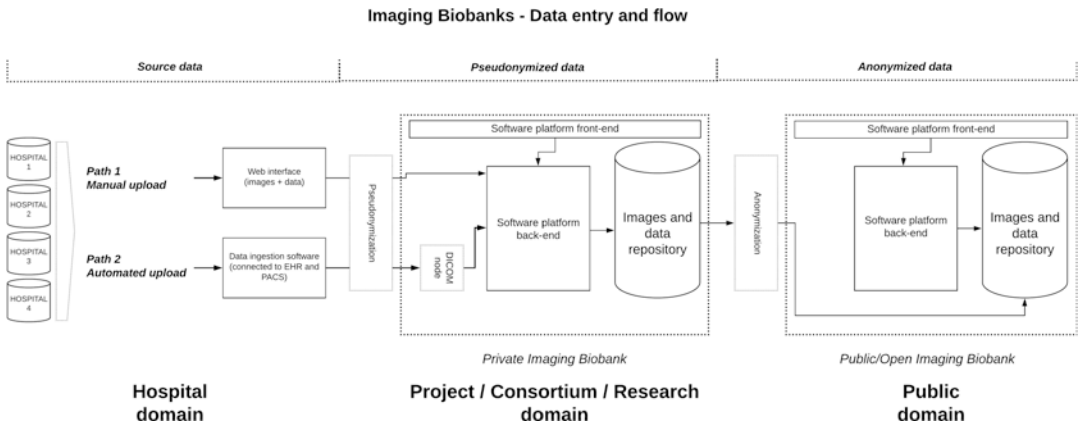 Imaging Biobanks - Data entry and flow
Source data
Pseudonymized data
Anonymized data
HOSPITAL
1
HOSPITAL
2
HOSPITAL
3
HOSPITAL
4
Path 1
Manual upload
Path 2
Automated upload
Web interface
(images + data)
Data ingestion software
(connected to EHR and
PACS)
Pseudonymization
DICOM
node
Software platform front-end
Software platform
back-end
Images and
data
repository
Anonymization
Software platform front-end
Software platform
back-end
Images and
data
repository
Private Imaging Biobank
Public/Open Imaging Biobank
Hospital
domain
Project / Consortium / Research
domain
Public
domain